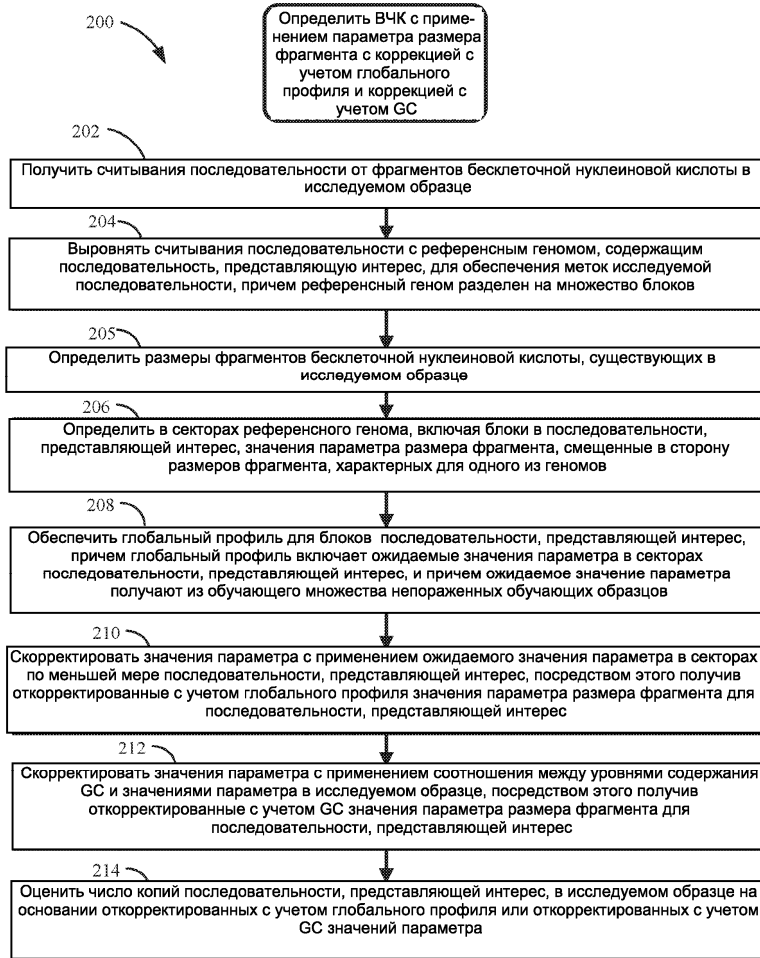 200
Определить ВЧК с приме-
нением параметра размера
фрагмента с коррекцией с
учетом глобального
профиля и коррекцией с
учетом GC
202
Получить считывания последовательности от фрагментов бесклеточной нуклеиновой кислоты в
исследуемом образце
204
Выровнять считывания последовательности с референсным геномом, содержащим
последовательность, представляющую интерес, для обеспечения меток исследуемой
последовательности, причем референсный геном разделен на множество блоков
205
Определить размеры фрагментов бесклеточной нуклеиновой кислоты, существующих в
исследуемом образце
206
Определить в секторах референсного генома, включая блоки в последовательности,
представляющей интерес, значения параметра размера фрагмента, смещенные в сторону
размеров фрагмента, характерных для одного из геномов
208
Обеспечить глобальный профиль для блоков последовательности, представляющей интерес,
причем глобальный профиль включает ожидаемые значения параметра в секторах
последовательности, представляющей интерес, и причем ожидаемое значение параметра
получают из обучающего множества непораженных обучающих образцов
210
Скорректировать значения параметра с применением ожидаемого значения параметра в секторах
по меньшей мере последовательности, представляющей интерес, посредством этого получив
откорректированные с учетом глобального профиля значения параметра размера фрагмента для
последовательности, представляющей интерес
212
Скорректировать значения параметра с применением соотношения между уровнями содержания
GC и значениями параметра в исследуемом образце, посредством этого получив
откорректированные с учетом GC значения параметра размера фрагмента для
последовательности, представляющей интерес
214
Оценить число копий последовательности, представляющей интерес, в исследуемом образце на
основании откорректированных с учетом глобального профиля или откорректированных с учетом
GC значений параметра